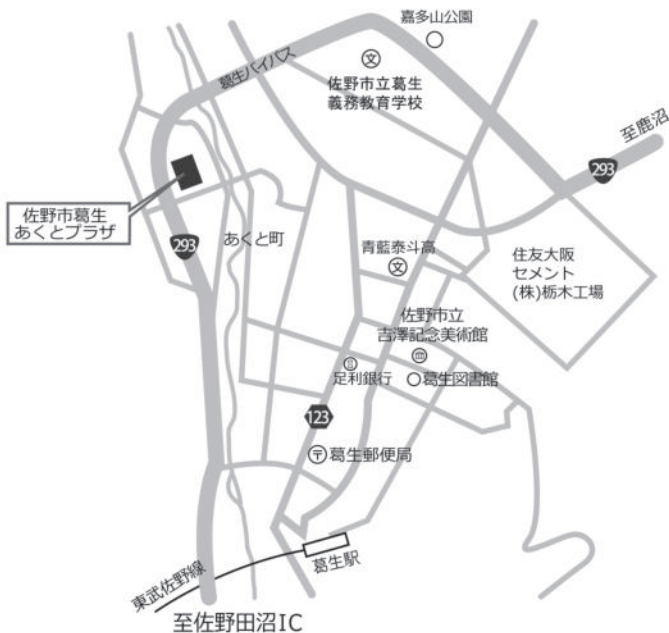 嘉多山公園
葛生バイパス
文
佐野市立葛生
義務教育学校
至鹿沼
293
佐野市葛生
あくとプラザ
293
あくと町
青藍泰斗高
文
住友大阪
セメント
(株)栃木工場
佐野市立
吉澤記念美術館
足利銀行
葛生図書館
123
〒葛生郵便局
葛生駅
東武佐野線
至佐野田沼IC